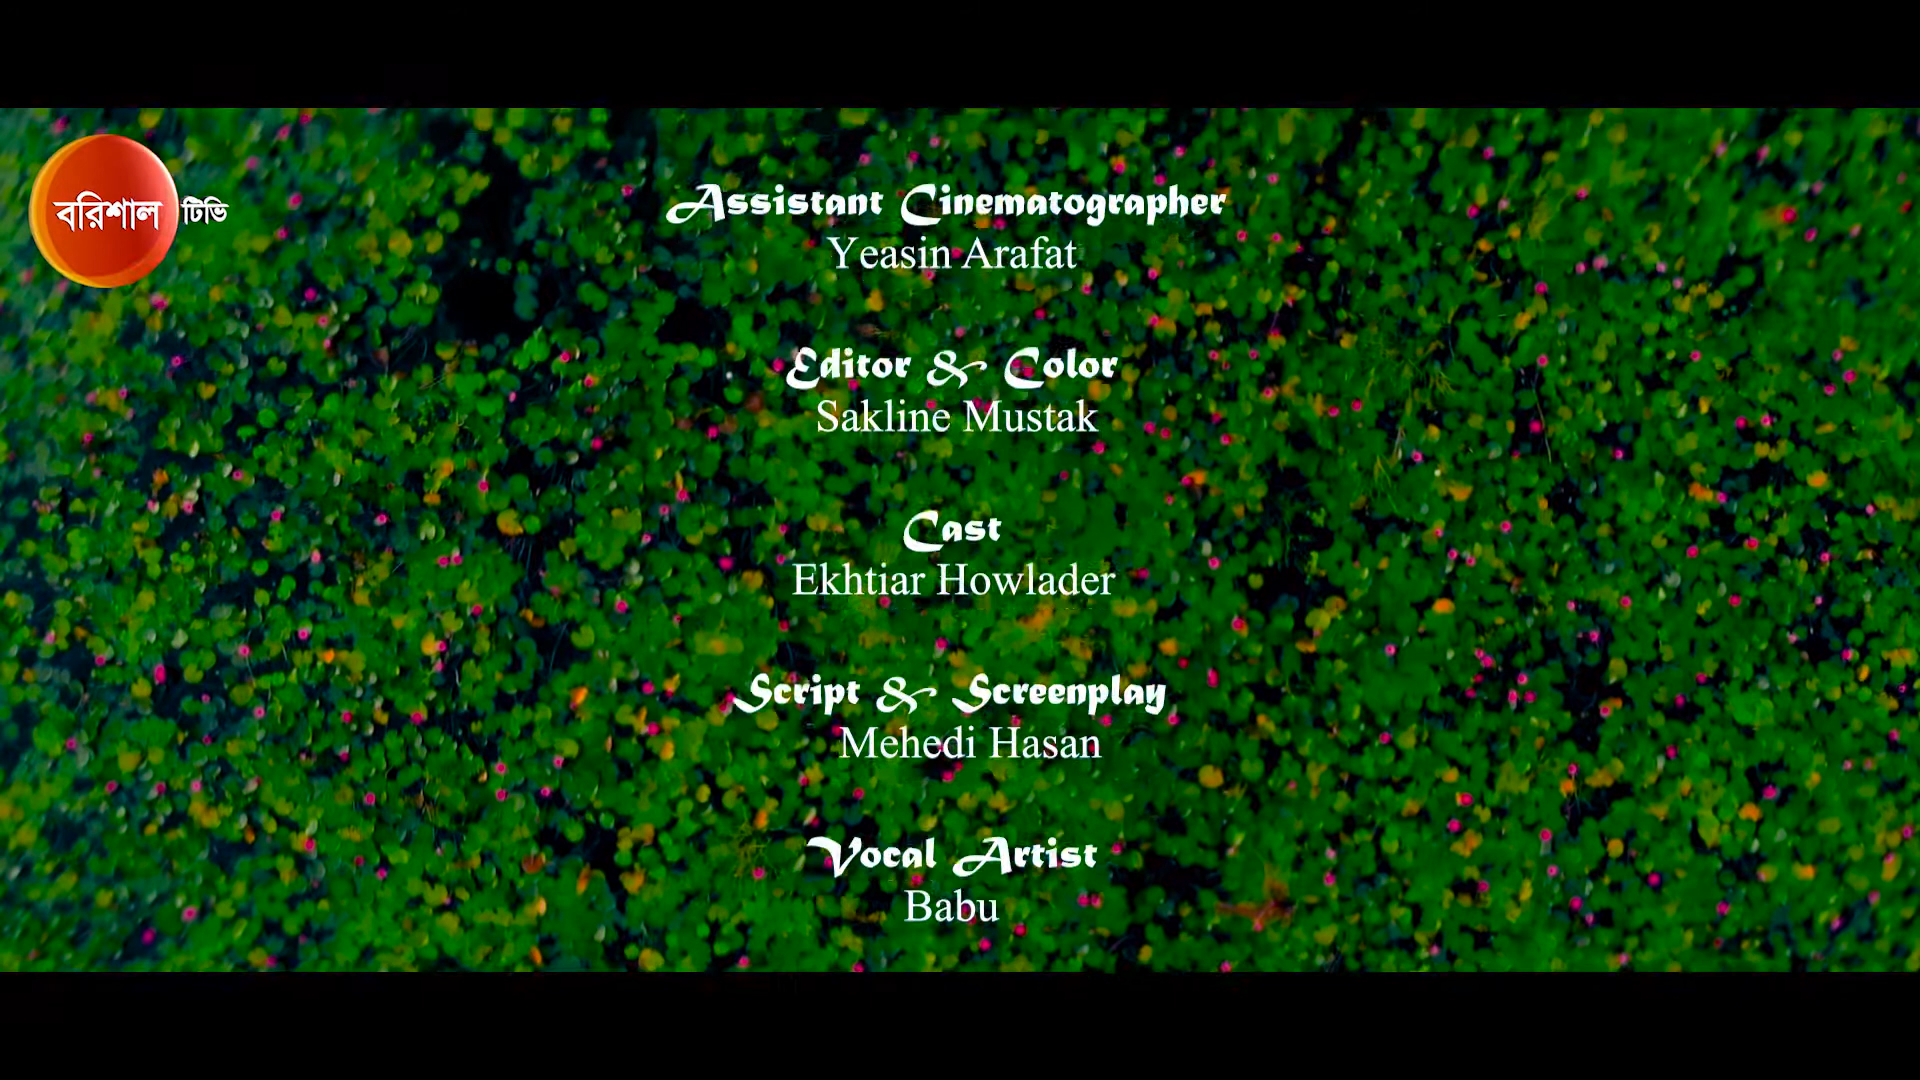 বরিশাল টিভি
Assistant Cinematographer
Yeasin Arafat
Editor & Color
Sakline Mustak
Cast
Ekhtiar Howlader
Script & Screenplay
Mehedi Hasan
Vocal Artist
Babu